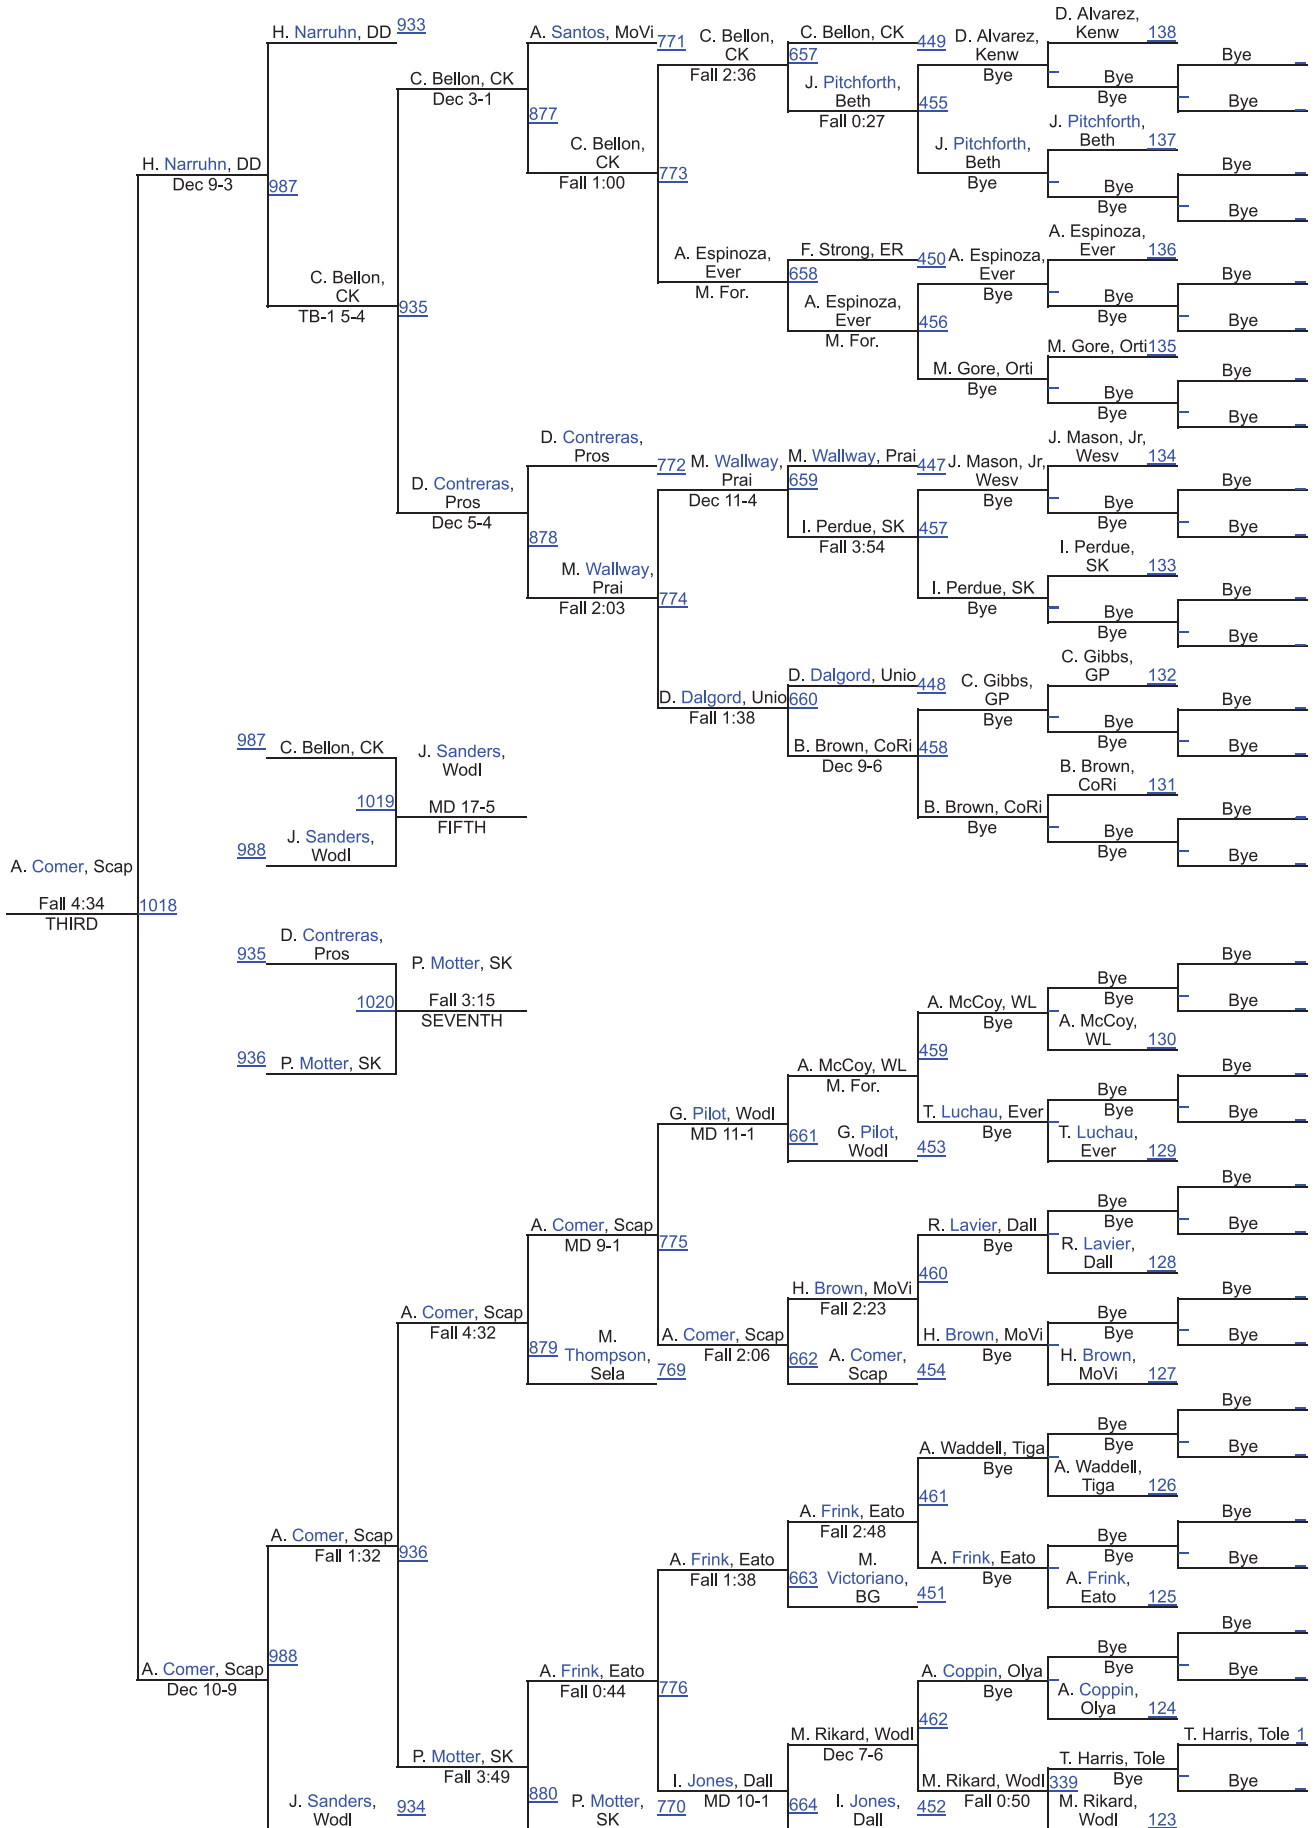 H. Narruhn, DD 933
A. Santos, MoVi 771
C. Bellon,
CK
Fall 2:36
C. Bellon, CK 449
657
D. Alvarez,
Kenw
Bye
D. Alvarez,
Kenw 138
Bye
Bye
Bye
Bye
C. Bellon, CK
Dec 3-1
877
J. Pitchforth,
Beth
Fall 0:27
455
J. Pitchforth,
Beth 137
J. Pitchforth,
Beth
Bye
Bye
Bye
Bye
Bye
H. Narruhn, DD
Dec 9-3
987
C. Bellon,
CK
Fall 1:00
773
A. Espinoza,
Ever
M. For.
F. Strong, ER 450
658
A. Espinoza,
Ever
Bye
A. Espinoza,
Ever 136
Bye
Bye
Bye
Bye
C. Bellon,
CK
TB-1 5-4
935
A. Espinoza,
Ever
M. For.
456
M. Gore, Orti 135
M. Gore, Orti
Bye
Bye
Bye
Bye
Bye
D. Contreras,
Pros
772
M. Wallway,
Prai
Dec 11-4
M. Wallway, Prai 447
659
J. Mason, Jr,
Wesv
Bye
J. Mason, Jr,
Wesv 134
Bye
Bye
Bye
Bye
D. Contreras,
Pros
Dec 5-4
878
I. Perdue, SK
Fall 3:54
457
I. Perdue,
SK 133
I. Perdue, SK
Bye
Bye
Bye
Bye
Bye
M. Wallway,
Prai
Fall 2:03
774
D. Dalgord, Unio
Fall 1:38
D. Dalgord, Unio 448
660
C. Gibbs,
GP
Bye
C. Gibbs,
GP 132
Bye
Bye
Bye
Bye
B. Brown, CoRi
Dec 9-6
458
B. Brown,
CoRi 131
B. Brown, CoRi
Bye
Bye
Bye
Bye
Bye
987 C. Bellon, CK
J. Sanders,
Wodl
1019
MD 17-5
FIFTH
988
J. Sanders,
Wodl
A. Comer, Scap
Fall 4:34
THIRD
1018
935
D. Contreras,
Pros
P. Motter, SK
1020
Fall 3:15
SEVENTH
936 P. Motter, SK
A. McCoy, WL
Bye
Bye
Bye
Bye
Bye
A. McCoy,
WL 130
459
A. McCoy, WL
M. For.
T. Luchau, Ever
Bye
Bye
Bye
Bye
Bye
T. Luchau,
Ever 129
G. Pilot, Wodl
MD 11-1
661
G. Pilot,
Wodl 453
A. Comer, Scap
MD 9-1
775
R. Lavier, Dall
Bye
Bye
Bye
Bye
Bye
R. Lavier,
Dall 128
460
H. Brown, MoVi
Fall 2:23
H. Brown, MoVi
Bye
Bye
Bye
Bye
Bye
H. Brown,
MoVi 127
A. Comer, Scap
Fall 4:32
879
M.
Thompson,
Sela 769
A. Comer, Scap
Fall 2:06
662
A. Comer,
Scap 454
A. Waddell, Tiga
Bye
Bye
Bye
Bye
Bye
A. Waddell,
Tiga 126
461
A. Frink, Eato
Fall 2:48
A. Frink, Eato
Bye
Bye
Bye
Bye
Bye
A. Frink,
Eato 125
A. Comer, Scap
Fall 1:32
936
A. Frink, Eato
Fall 1:38
663
M.
Victoriano,
BG 451
A. Comer, Scap
Dec 10-9
988
A. Frink, Eato
Fall 0:44
776
A. Coppin, Olya
Bye
Bye
Bye
Bye
Bye
A. Coppin,
Olya 124
462
M. Rikard, Wodl
Dec 7-6
T. Harris, Tole 1
T. Harris, Tole
Bye
Bye
P. Motter, SK
Fall 3:49
880
I. Jones, Dall
MD 10-1
664
M. Rikard, Wodl
Fall 0:50
339
J. Sanders,
Wodl
934
P. Motter,
SK
770
I. Jones,
Dall
452
M. Rikard,
Wodl 123